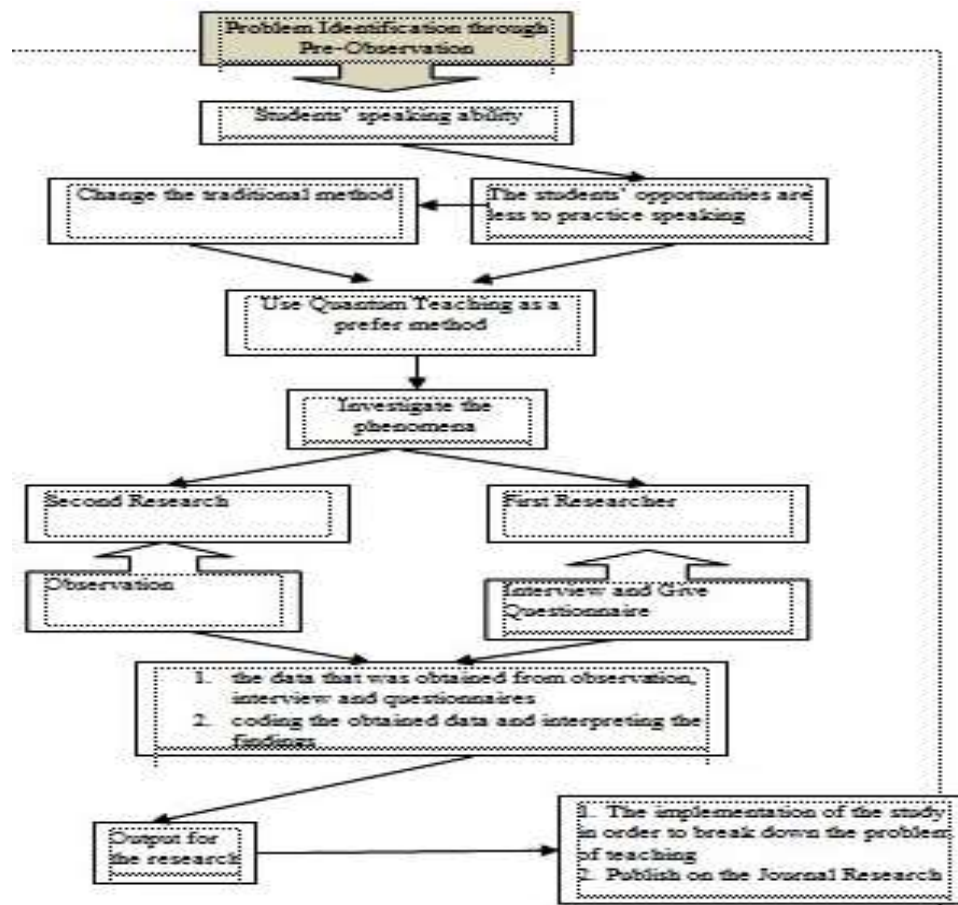 Problem Identification through
Pre-Observation
Students' speaking ability
Change the traditional method
The students' opportunities are
less to practice speaking
Use Quantum Teaching as a
prefer method
Investigate the
phenomena
Second Research
First Researcher
Observation
Interview and Give
Questionnaire
1. the data that was obtained from observation,
interview and questionnaires
2. coding the obtained data and interpreting the
findings
Output for
the research
1. The implementation of the study
in order to break down the problem
of teaching
2. Publish on the Journal Research